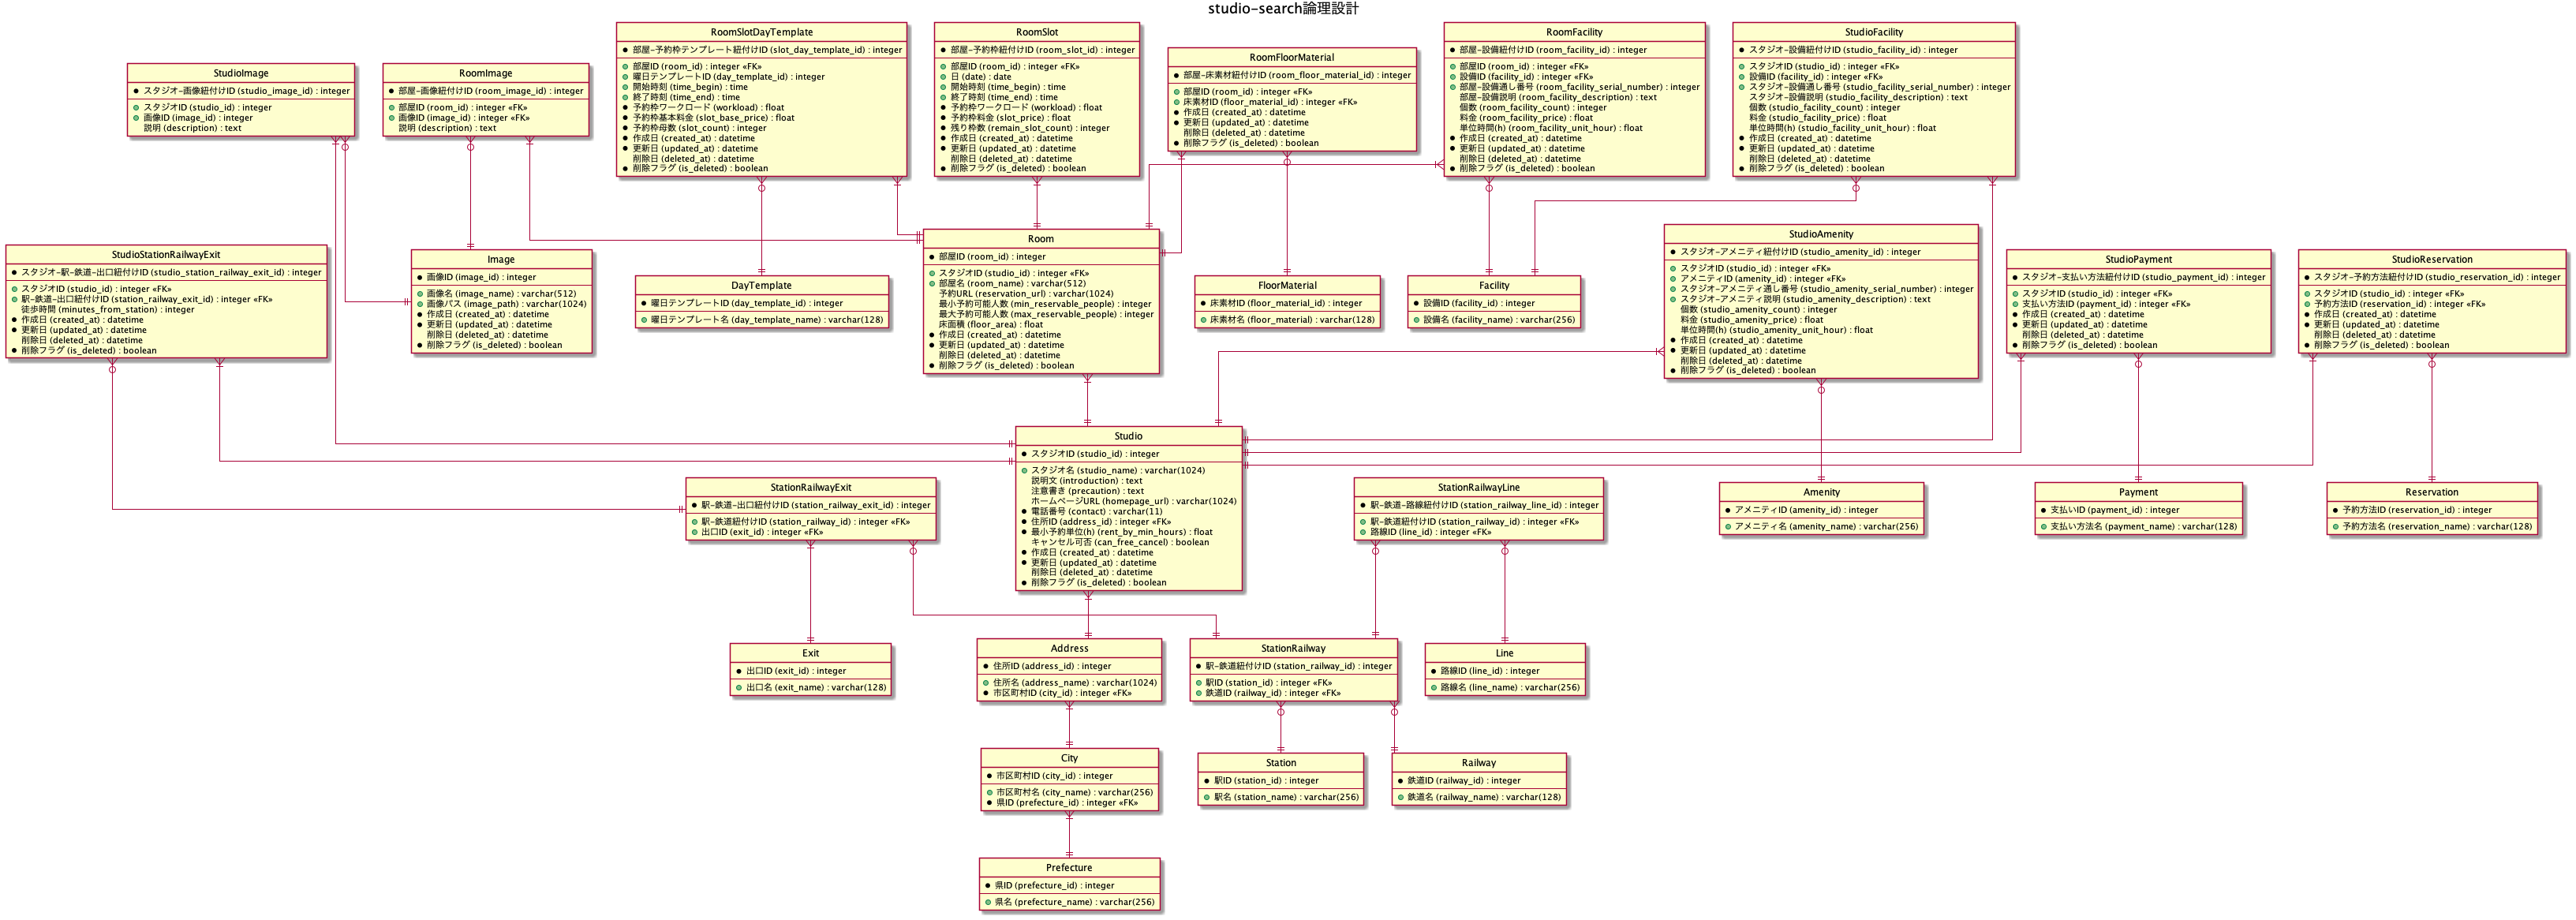 studio-search論理設計
StudioImage
スタジオ-画像紐付けID (studio_image_id) : integer
スタジオID (studio_id) : integer
画像ID (image_id) : integer
説明 (description) : text
RoomImage
部屋-画像紐付けID (room_image_id) : integer
部屋ID (room_id) : integer «FK»
画像ID (image_id) : integer «FK»
説明 (description) : text
RoomSlotDayTemplate
部屋-予約枠テンプレート紐付けID (slot_day_template_id) : integer
部屋ID (room_id) : integer «FK»
曜日テンプレートID (day_template_id) : integer
開始時刻 (time_begin) : time
終了時刻 (time_end) : time
予約枠ワークロード (workload) : float
予約枠基本料金 (slot_base_price) : float
予約枠母数 (slot_count) : integer
作成日 (created_at) : datetime
更新日 (updated_at) : datetime
削除日 (deleted_at) : datetime
削除フラグ (is_deleted) : boolean
RoomSlot
部屋-予約枠紐付けID (room_slot_id) : integer
部屋ID (room_id) : integer «FK»
日 (date) : date
開始時刻 (time_begin) : time
終了時刻 (time_end) : time
予約枠ワークロード (workload) : float
予約枠料金 (slot_price) : float
残り枠数 (remain_slot_count) : integer
作成日 (created_at) : datetime
更新日 (updated_at) : datetime
削除日 (deleted_at) : datetime
削除フラグ (is_deleted) : boolean
RoomFloorMaterial
部屋-床素材紐付けID (room_floor_material_id) : integer
部屋ID (room_id) : integer «FK»
床素材ID (floor_material_id) : integer «FK»
作成日 (created_at) : datetime
更新日 (updated_at) : datetime
削除日 (deleted_at) : datetime
削除フラグ (is_deleted) : boolean
RoomFacility
部屋-設備紐付けID (room_facility_id) : integer
部屋ID (room_id) : integer «FK»
設備ID (facility_id) : integer «FK»
部屋-設備通し番号 (room_facility_serial_number) : integer
部屋-設備説明 (room_facility_description) : text
個数 (room_facility_count) : integer
料金 (room_facility_price) : float
単位時間(h) (room_facility_unit_hour) : float
作成日 (created_at) : datetime
更新日 (updated_at) : datetime
削除日 (deleted_at) : datetime
削除フラグ (is_deleted) : boolean
StudioFacility
スタジオ-設備紐付けID (studio_facility_id) : integer
スタジオID (studio_id) : integer «FK»
設備ID (facility_id) : integer «FK»
スタジオ-設備通し番号 (studio_facility_serial_number) : integer
スタジオ-設備説明 (studio_facility_description) : text
個数 (studio_facility_count) : integer
料金 (studio_facility_price) : float
単位時間(h) (studio_facility_unit_hour) : float
作成日 (created_at) : datetime
更新日 (updated_at) : datetime
削除日 (deleted_at) : datetime
削除フラグ (is_deleted) : boolean
StudioStationRailwayExit
スタジオ-駅-鉄道-出口紐付けID (studio_station_railway_exit_id) : integer
スタジオID (studio_id) : integer «FK»
駅-鉄道-出口紐付けID (station_railway_exit_id) : integer «FK»
徒歩時間 (minutes_from_station) : integer
作成日 (created_at) : datetime
更新日 (updated_at) : datetime
削除日 (deleted_at) : datetime
削除フラグ (is_deleted) : boolean
Image
画像ID (image_id) : integer
画像名 (image_name) : varchar(512)
画像パス (image_path) : varchar(1024)
作成日 (created_at) : datetime
更新日 (updated_at) : datetime
削除日 (deleted_at) : datetime
削除フラグ (is_deleted) : boolean
DayTemplate
曜日テンプレートID (day_template_id) : integer
曜日テンプレート名 (day_template_name) : varchar(128)
Room
部屋ID (room_id) : integer
スタジオID (studio_id) : integer «FK»
部屋名 (room_name) : varchar(512)
予約URL (reservation_url) : varchar(1024)
最小予約可能人数 (min_reservable_people) : integer
最大予約可能人数 (max_reservable_people) : integer
床面積 (floor_area) : float
作成日 (created_at) : datetime
更新日 (updated_at) : datetime
削除日 (deleted_at) : datetime
削除フラグ (is_deleted) : boolean
FloorMaterial
床素材ID (floor_material_id) : integer
床素材名 (floor_material) : varchar(128)
Facility
設備ID (facility_id) : integer
設備名 (facility_name) : varchar(256)
StudioAmenity
スタジオ-アメニティ紐付けID (studio_amenity_id) : integer
スタジオID (studio_id) : integer «FK»
アメニティID (amenity_id) : integer «FK»
スタジオ-アメニティ通し番号 (studio_amenity_serial_number) : integer
スタジオ-アメニティ説明 (studio_amenity_description) : text
個数 (studio_amenity_count) : integer
料金 (studio_amenity_price) : float
単位時間(h) (studio_amenity_unit_hour) : float
作成日 (created_at) : datetime
更新日 (updated_at) : datetime
削除日 (deleted_at) : datetime
削除フラグ (is_deleted) : boolean
StudioPayment
スタジオ-支払い方法紐付けID (studio_payment_id) : integer
スタジオID (studio_id) : integer «FK»
支払い方法ID (payment_id) : integer «FK»
作成日 (created_at) : datetime
更新日 (updated_at) : datetime
削除日 (deleted_at) : datetime
削除フラグ (is_deleted) : boolean
StudioReservation
スタジオ-予約方法紐付けID (studio_reservation_id) : integer
スタジオID (studio_id) : integer «FK»
予約方法ID (reservation_id) : integer «FK»
作成日 (created_at) : datetime
更新日 (updated_at) : datetime
削除日 (deleted_at) : datetime
削除フラグ (is_deleted) : boolean
Studio
スタジオID (studio_id) : integer
スタジオ名 (studio_name) : varchar(1024)
説明文 (introduction) : text
注意書き (precaution) : text
ホームページURL (homepage_url) : varchar(1024)
電話番号 (contact) : varchar(11)
住所ID (address_id) : integer «FK»
最小予約単位(h) (rent_by_min_hours) : float
キャンセル可否 (can_free_cancel) : boolean
作成日 (created_at) : datetime
更新日 (updated_at) : datetime
削除日 (deleted_at) : datetime
削除フラグ (is_deleted) : boolean
StationRailwayExit
駅-鉄道-出口紐付けID (station_railway_exit_id) : integer
駅-鉄道紐付けID (station_railway_id) : integer «FK»
出口ID (exit_id) : integer «FK»
StationRailwayLine
駅-鉄道-路線紐付けID (station_railway_line_id) : integer
駅-鉄道紐付けID (station_railway_id) : integer «FK»
路線ID (line_id) : integer «FK»
Amenity
アメニティID (amenity_id) : integer
アメニティ名 (amenity_name) : varchar(256)
Payment
支払いID (payment_id) : integer
支払い方法名 (payment_name) : varchar(128)
Reservation
予約方法ID (reservation_id) : integer
予約方法名 (reservation_name) : varchar(128)
Exit
出口ID (exit_id) : integer
出口名 (exit_name) : varchar(128)
Address
住所ID (address_id) : integer
住所名 (address_name) : varchar(1024)
市区町村ID (city_id) : integer «FK»
StationRailway
駅-鉄道紐付けID (station_railway_id) : integer
駅ID (station_id) : integer «FK»
鉄道ID (railway_id) : integer «FK»
Line
路線ID (line_id) : integer
路線名 (line_name) : varchar(256)
City
市区町村ID (city_id) : integer
市区町村名 (city_name) : varchar(256)
県ID (prefecture_id) : integer «FK»
Station
駅ID (station_id) : integer
駅名 (station_name) : varchar(256)
Railway
鉄道ID (railway_id) : integer
鉄道名 (railway_name) : varchar(128)
Prefecture
県ID (prefecture_id) : integer
県名 (prefecture_name) : varchar(256)